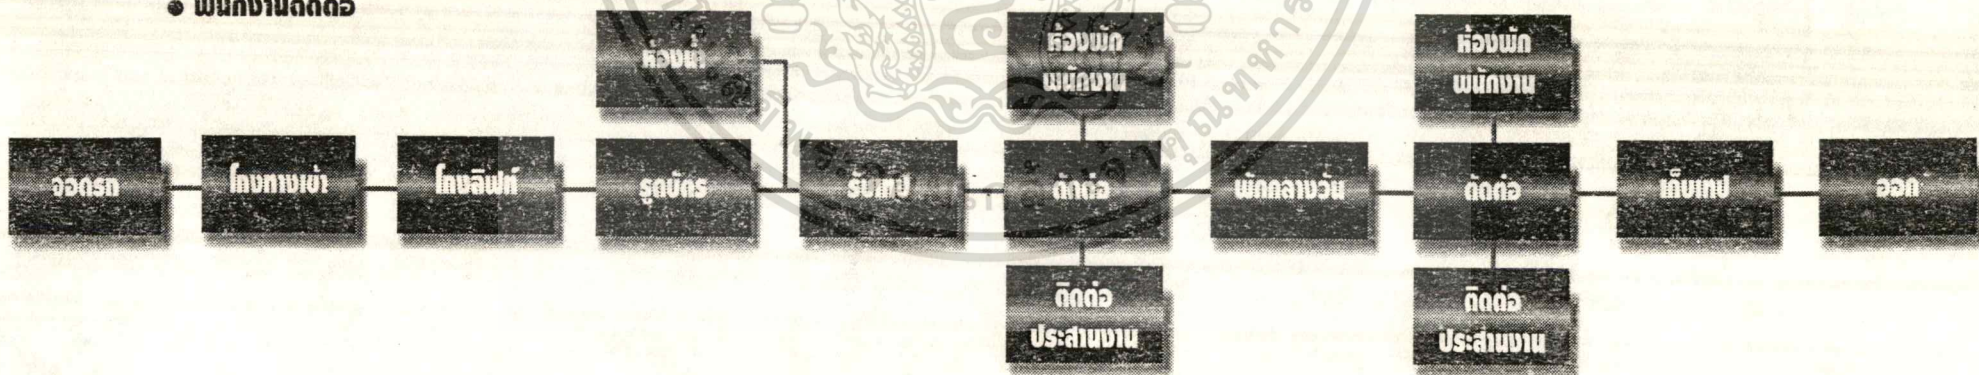 ● พนักงานตัดต่อ
ห้องน้ำ
ห้องพัก
พนักงาน
ห้องพัก
พนักงาน
จอดรถ
โถงทางเข้า
โถงลิฟท์
รูดบัตร
รับเทป
ตัดต่อ
พักกลางวัน
ตัดต่อ
เก็บเทป
ออก
ติดต่อ
ประสานงาน
ติดต่อ
ประสานงาน